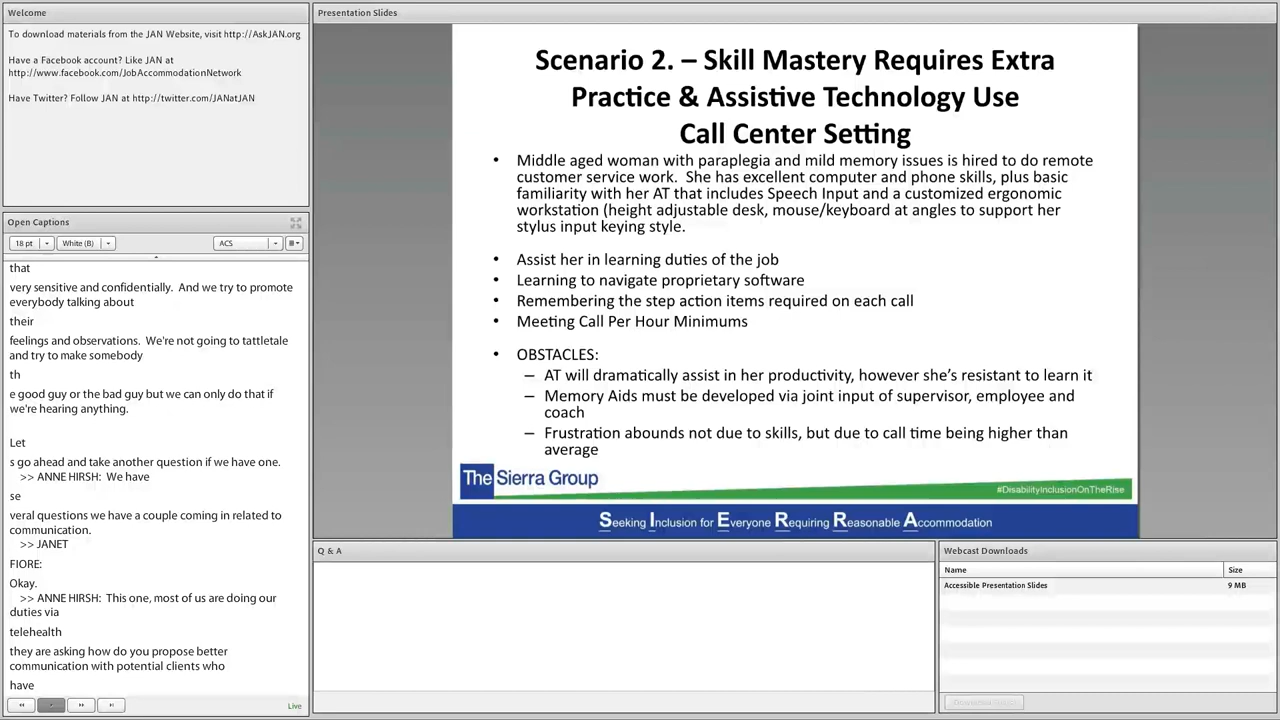 Welcome
To download materials from the JAN Website, visit http://AskJAN.org
Have a Facebook account? Like JAN at
http://www.facebook.com/JobAccommodationNetwork
Have Twitter? Follow JAN at http://twitter.com/JANatJAN
Open Captions
18 pt
White (B)
ACS
that
very sensitive and confidentially. And we try to promote
everybody talking about
their
feelings and observations. We're not going to tattletale
and try to make somebody
th
e good guy or the bad guy but we can only do that if
we're hearing anything.
Let
s go ahead and take another question if we have one.
>> ANNE HIRSH: We have
se
veral questions we have a couple coming in related to
communication.
>> JANET
FIORE:
Okay.
>> ANNE HIRSH: This one, most of us are doing our
duties via
telehealth
they are asking how do you propose better
communication with potential clients who
have
Live
Presentation Slides
Scenario 2. – Skill Mastery Requires Extra
Practice & Assistive Technology Use
Call Center Setting
• Middle aged woman with paraplegia and mild memory issues is hired to do remote
customer service work. She has excellent computer and phone skills, plus basic
familiarity with her AT that includes Speech Input and a customized ergonomic
workstation (height adjustable desk, mouse/keyboard at angles to support her
stylus input keying style.
• Assist her in learning duties of the job
• Learning to navigate proprietary software
• Remembering the step action items required on each call
• Meeting Call Per Hour Minimums
• OBSTACLES:
– AT will dramatically assist in her productivity, however she's resistant to learn it
– Memory Aids must be developed via joint input of supervisor, employee and
coach
– Frustration abounds not due to skills, but due to call time being higher than
average
The Sierra Group
#DisabilityInclusionOnTheRise
Seeking Inclusion for Everyone Requiring Reasonable Accommodation
Q & A
Webcast Downloads
Name Size
Accessible Presentation Slides 9 MB